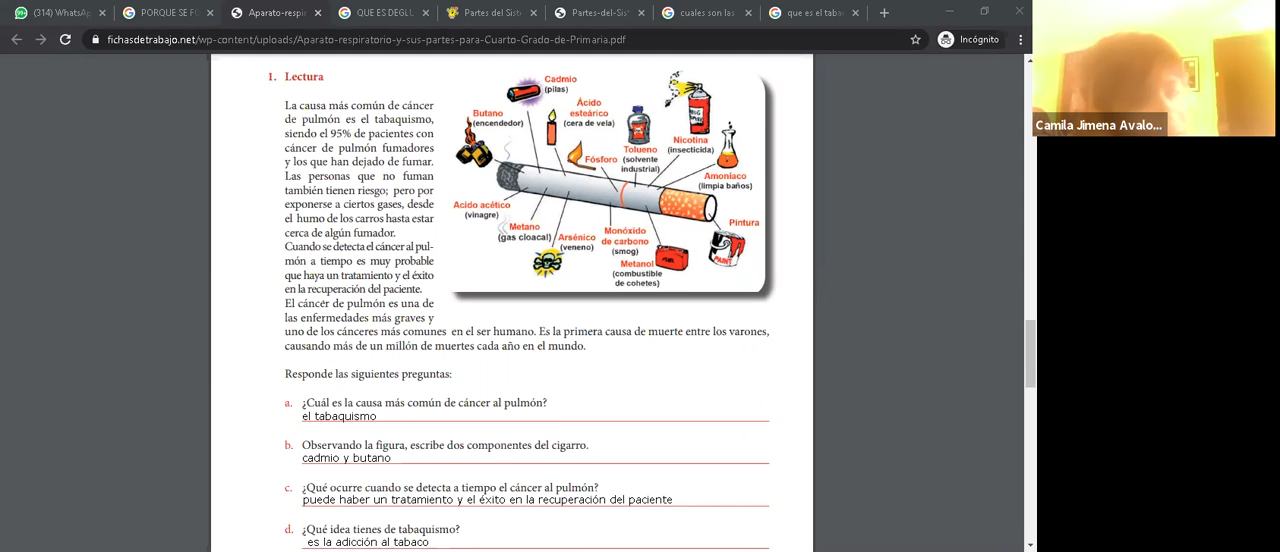 (314) WhatsAp
PORQUE SE FO
Aparato-respir
QUE ES DEGLU
Partes del Siste
Partes-del-Sis
cuales son las
que es el taba
fichasdetrabajo.net/wp-content/uploads/Aparato-respiratorio-y-sus-partes-para-Cuarto-Grado-de-Primaria.pdf
Incógnito
Camila Jimena Avalo...
1. Lectura
La causa más común de cáncer
de pulmón es el tabaquismo,
siendo el 95% de pacientes con
cáncer de pulmón fumadores
y los que han dejado de fumar.
Las personas que no fuman
también tienen riesgo; pero por
exponerse a ciertos gases, desde
el humo de los carros hasta estar
cerca de algún fumador.
Cuando se detecta el cáncer al pul-
món a tiempo es muy probable
que haya un tratamiento y el éxito
en la recuperación del paciente.
El cáncer de pulmón es una de
las enfermedades más graves y
uno de los cánceres más comunes en el ser humano. Es la primera causa de muerte entre los varones,
causando más de un millón de muertes cada año en el mundo.
Cadmio
(pilas)
Butano
(encendedor)
Ácido
esteárico
(cera de vela)
Fósforo
Tolueno
(solvente
industrial)
Nicotina
(insecticida)
Amoníaco
(limpia baños)
Acido acético
(vinagre)
Metano
(gas cloacal)
Arsénico
(veneno)
Monóxido
de carbono
(smog)
Metanol
(combustible
de cohetes)
Pintura
PAINT
Responde las siguientes preguntas:
a. ¿Cuál es la causa más común de cáncer al pulmón?
el tabaquismo
b. Observando la figura, escribe dos componentes del cigarro.
cadmio y butano
c. ¿Qué ocurre cuando se detecta a tiempo el cáncer al pulmón?
puede haber un tratamiento y el éxito en la recuperación del paciente
d. ¿Qué idea tienes de tabaquismo?
es la adicción al tabaco